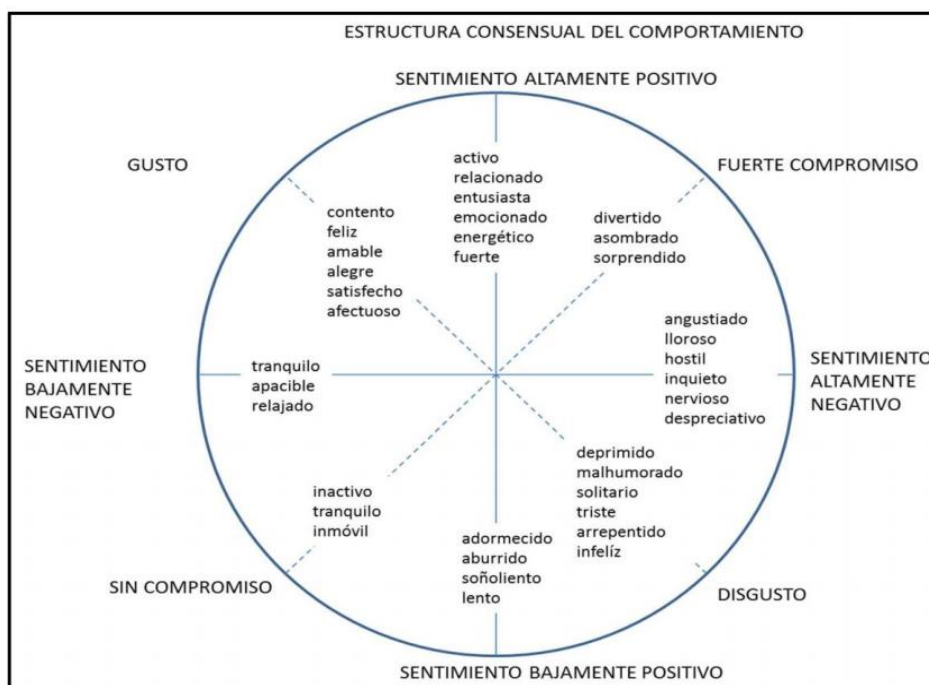 ESTRUCTURA CONSENSUAL DEL COMPORTAMIENTO
SENTIMIENTO ALTAMENTE POSITIVO
GUSTO
FUERTE COMPROMISO
activo
relacionado
entusiasta
emocionado
energético
fuerte
contento
feliz
amable
alegre
satisfecho
afectuoso
divertido
asombrado
sorprendido
SENTIMIENTO
BAJAMENTE
NEGATIVO
tranquilo
apacible
relajado
angustiado
lloroso
hostil
inquieto
nervioso
despreciativo
SENTIMIENTO
ALTAMENTE
NEGATIVO
inactivo
tranquilo
inmóvil
deprimido
malhumorado
solitario
triste
arrepentido
infelíz
adormecido
aburrido
soñoliento
lento
SIN COMPROMISO
DISGUSTO
SENTIMIENTO BAJAMENTE POSITIVO